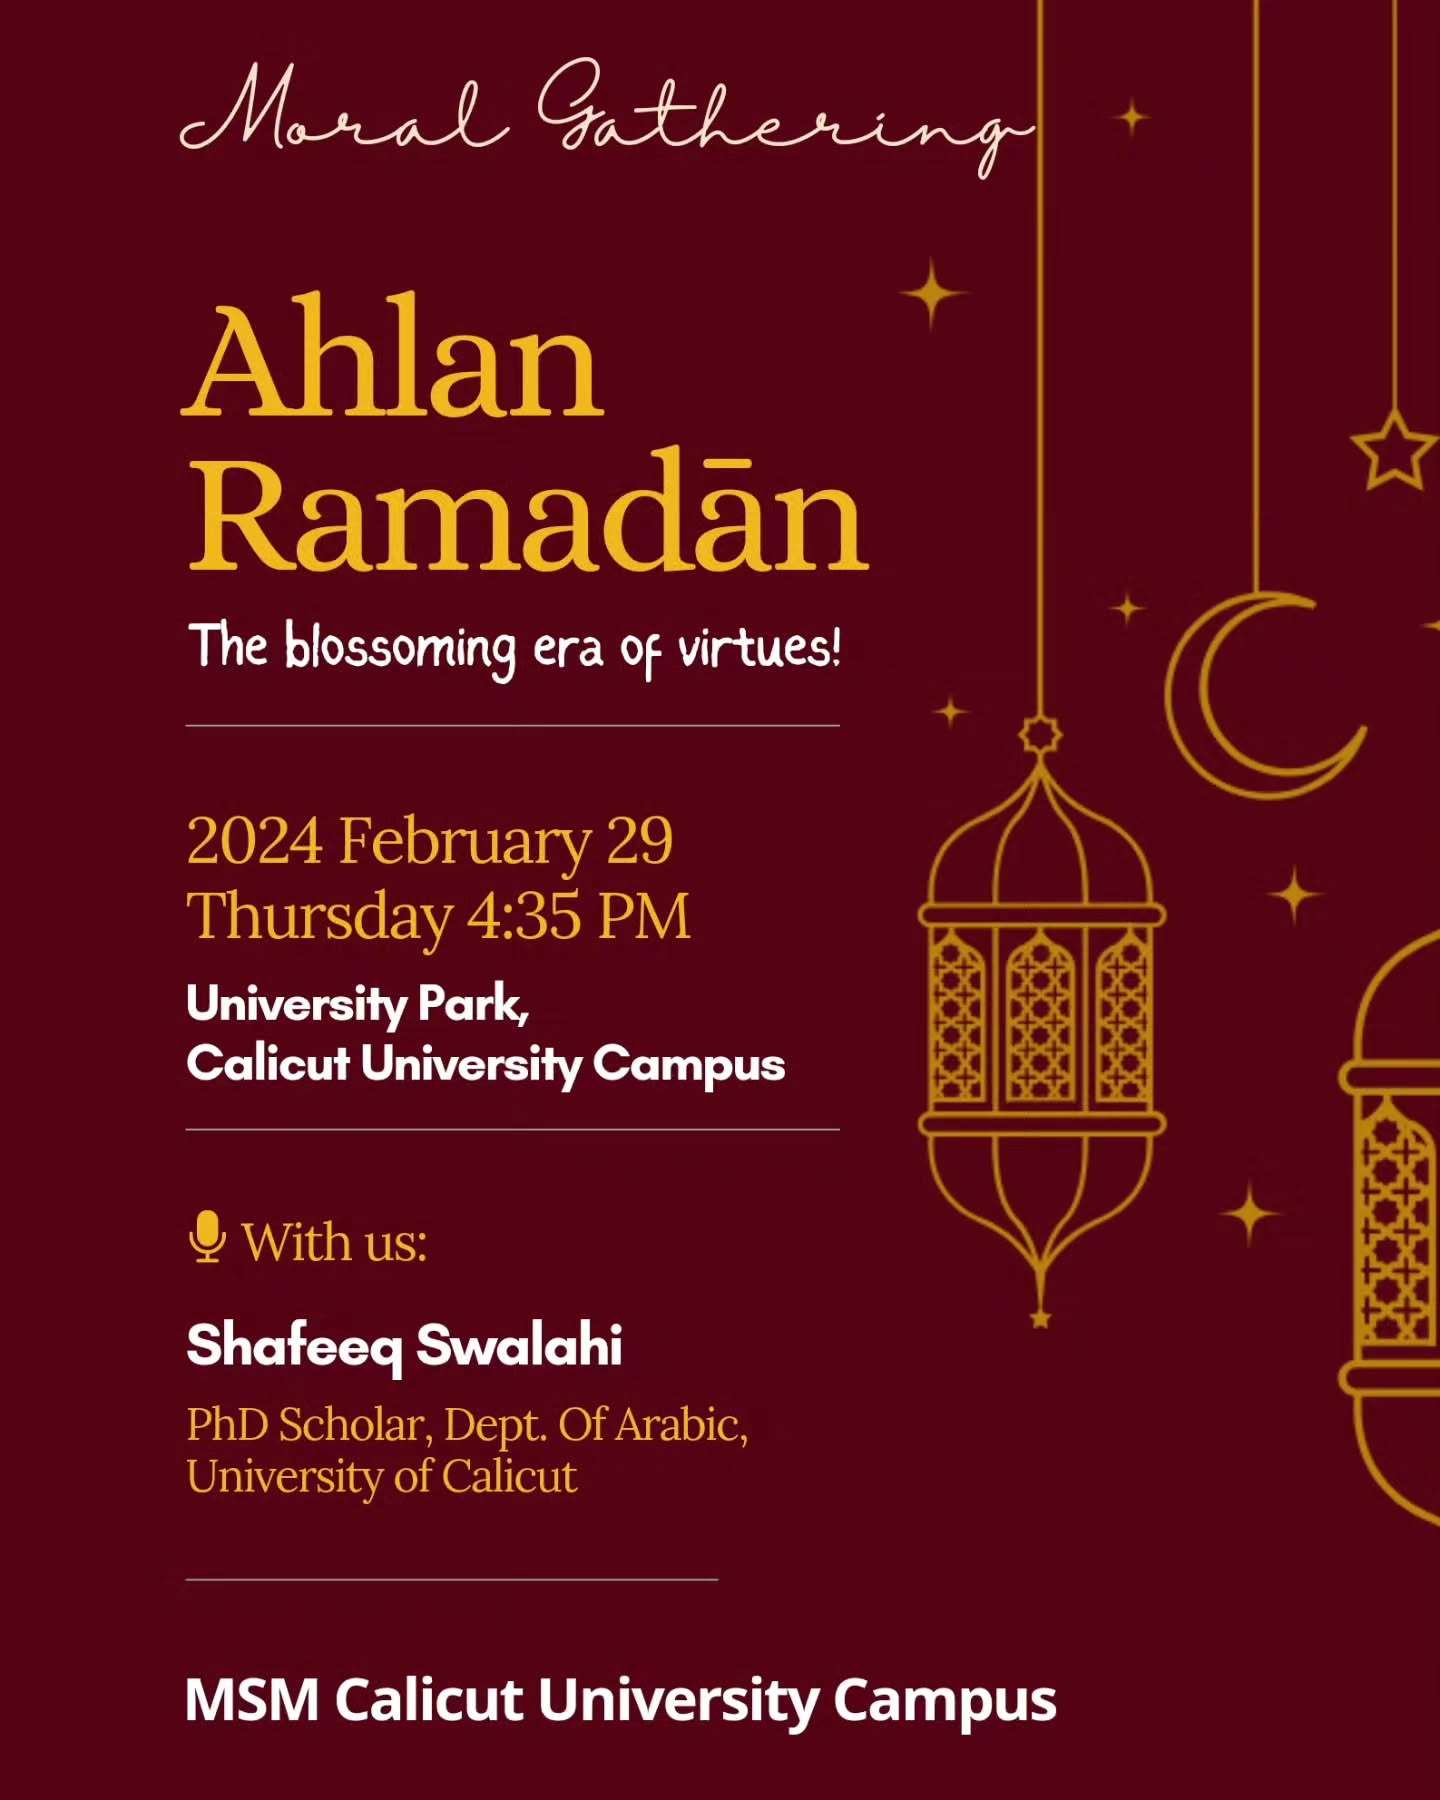 Moral Gathering
Ahlan
Ramadān
The blossoming era of virtues!
2024 February 29
Thursday 4:35 PM
University Park,
Calicut University Campus
With us:
Shafeeq Swalahi
PhD Scholar, Dept. Of Arabic,
University of Calicut
MSM Calicut University Campus